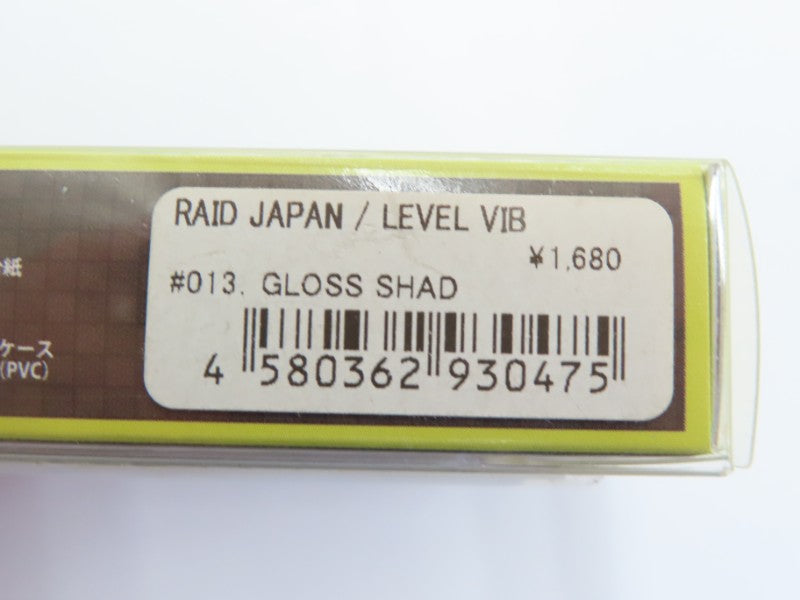 RAID JAPAN / LEVEL VIB
¥1,680
#013. GLOSS SHAD
4 580362 930475
紙
ケース
(PVC)